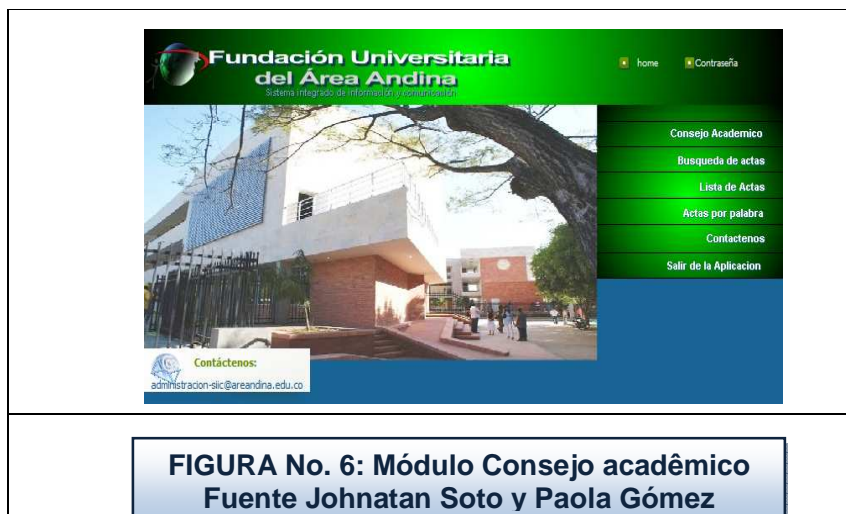 Fundación Universitaria
del Área Andina
Sistema integrado de información y comunicación
home
Contraseña
Consejo Academico
Busqueda de actas
Lista de Actas
Actas por palabra
Contactenos
Salir de la Aplicacion
Contáctenos:
administracion-siic@areandina.edu.co
FIGURA No. 6: Módulo Consejo acadêmico
Fuente Johnatan Soto y Paola Gómez